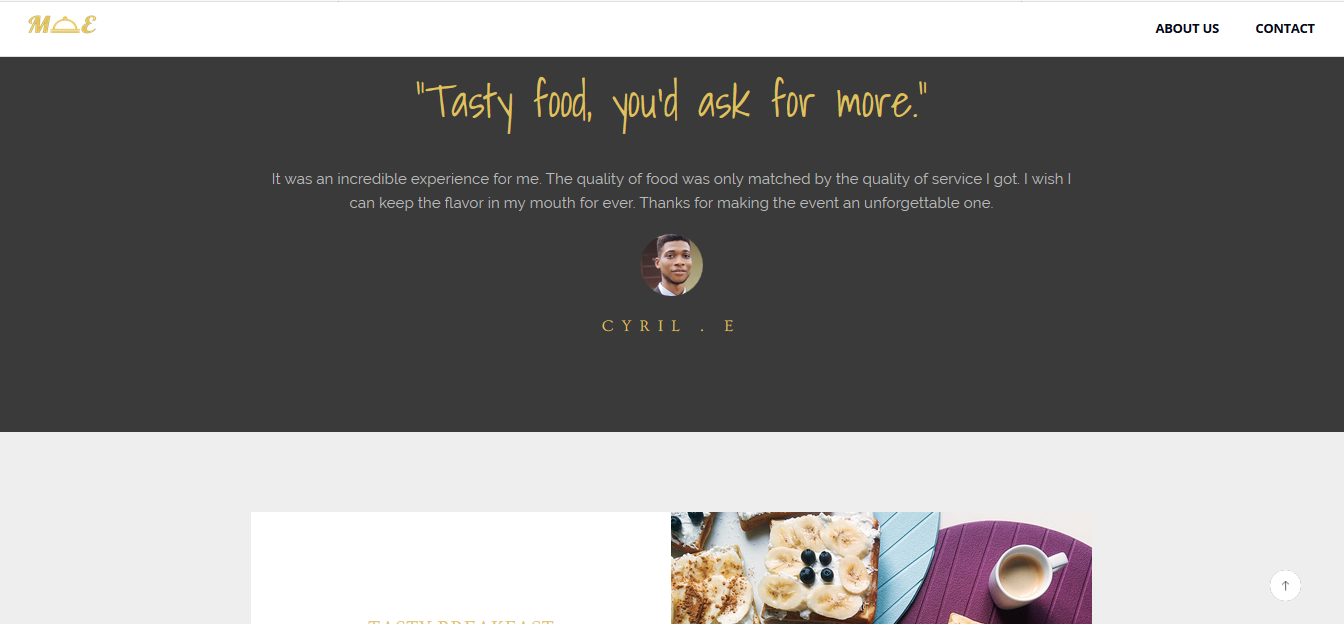 M E
ABOUT US
CONTACT
"Tasty food, you'd ask for more."
It was an incredible experience for me. The quality of food was only matched by the quality of service I got. I wish I
can keep the flavor in my mouth for ever. Thanks for making the event an unforgettable one.
CYRIL . E
TASTY BREAKFAST